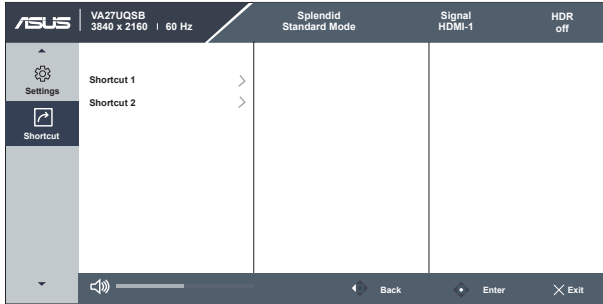 ASUS
VA27UQSB
3840 x 2160 | 60 Hz
Splendid
Standard Mode
Signal
HDMI-1
HDR
off
Settings
Shortcut
Shortcut 1
Shortcut 2
Back
Enter
Exit